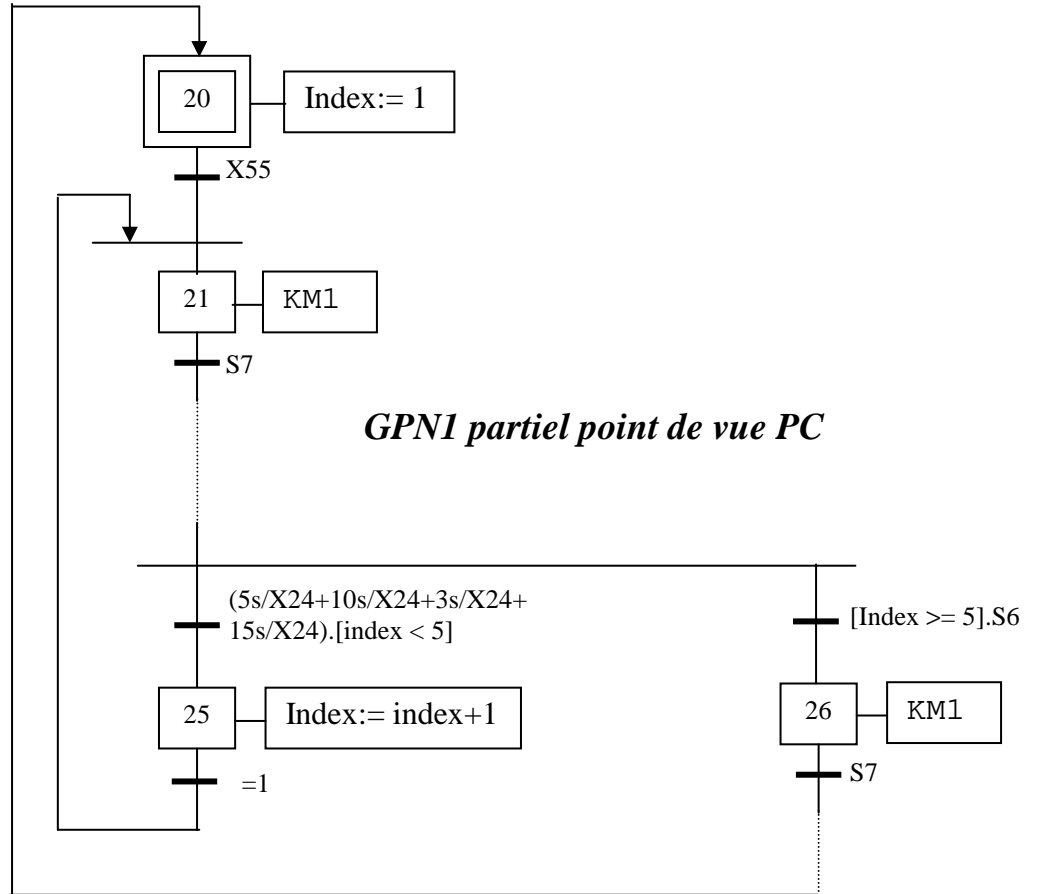 20
Index:= 1
X55
21
KM1
S7
GPN1 partiel point de vue PC
(5s/X24+10s/X24+3s/X24+
15s/X24).[index < 5]
[Index >= 5].S6
25
Index:= index+1
26
KM1
=1
S7